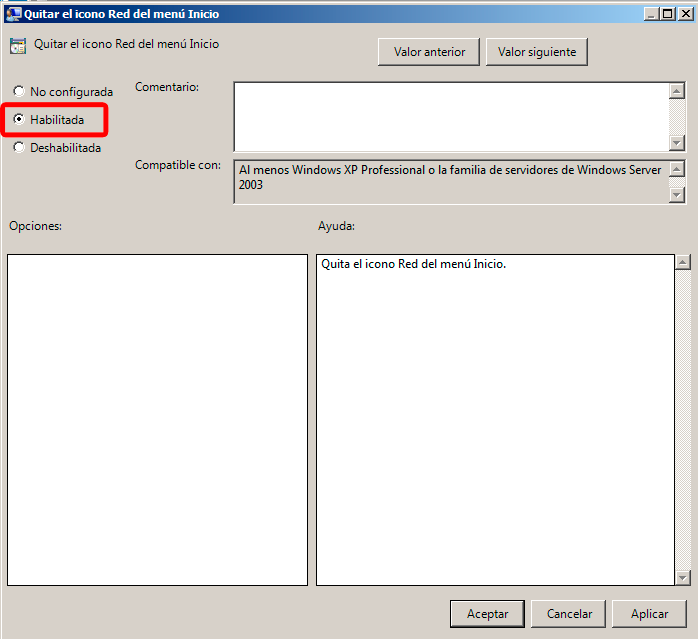 Quitar el icono Red del menú Inicio
Quitar el icono Red del menú Inicio
Valor anterior
Valor siguiente
No configurada
Comentario:
Habilitada
Deshabilitada
Compatible con:
Al menos Windows XP Professional o la familia de servidores de Windows Server
2003
Opciones:
Ayuda:
Quita el icono Red del menú Inicio.
Aceptar
Cancelar
Aplicar